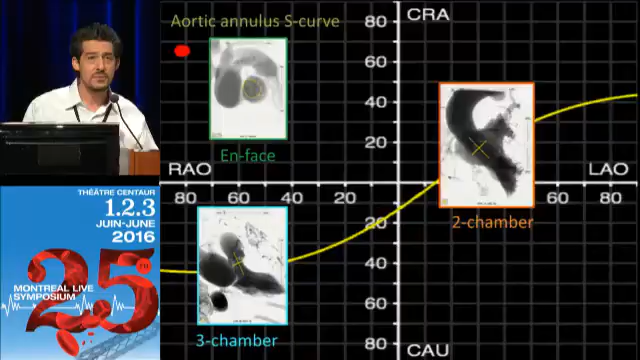 Aortic annulus S-curve
CRA
80
60
40
20
En-face
RAO
LAO
80
60
40
20
20
40
60
80
2-chamber
20
40
60
80
3-chamber
CAU
THÉÂTRE CENTAUR
1.2.3
JUIN-JUNE
2016
25TH
MONTREAL LIVE
SYMPOSIUM